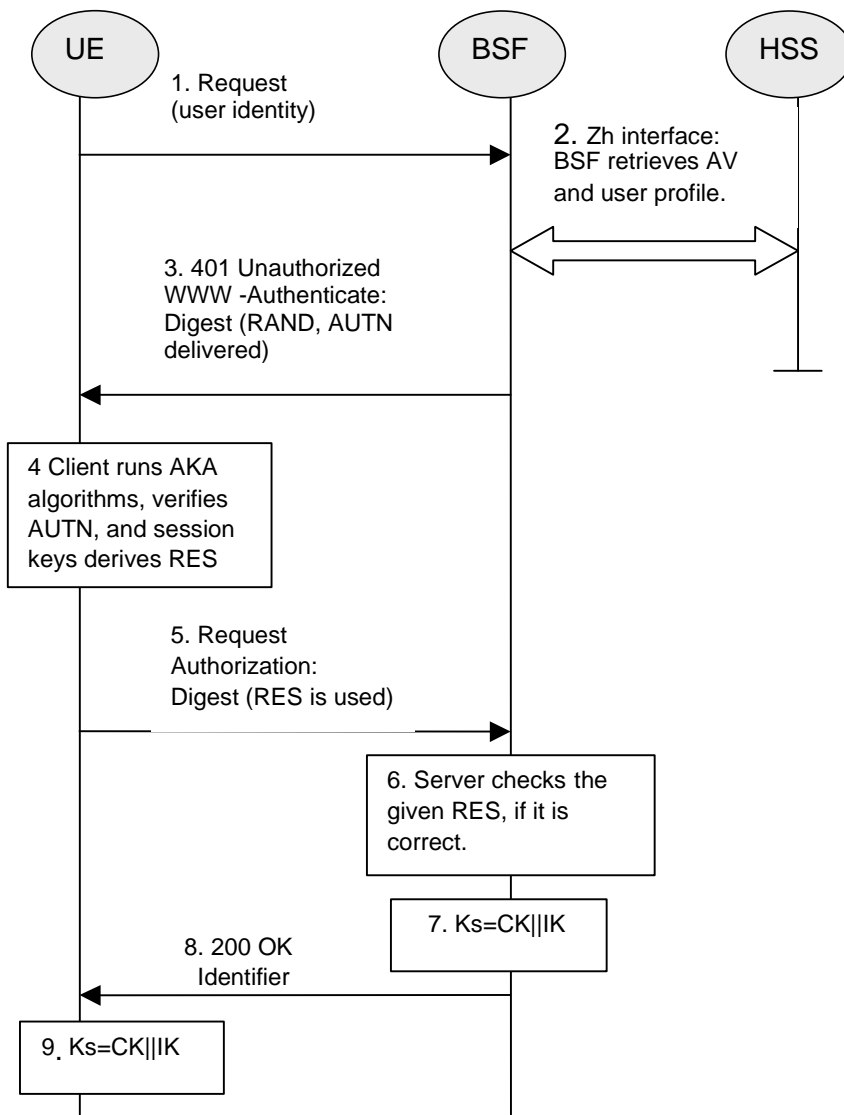 UE
BSF
HSS
1. Request
(user identity)
2. Zh interface:
BSF retrieves AV
and user profile.
3. 401 Unauthorized
WWW -Authenticate:
Digest (RAND, AUTN
delivered)
4 Client runs AKA
algorithms, verifies
AUTN, and session
keys derives RES
5. Request
Authorization:
Digest (RES is used)
6. Server checks the
given RES, if it is
correct.
7. Ks=CK||IK
8. 200 OK
Identifier
9. Ks=CK||IK